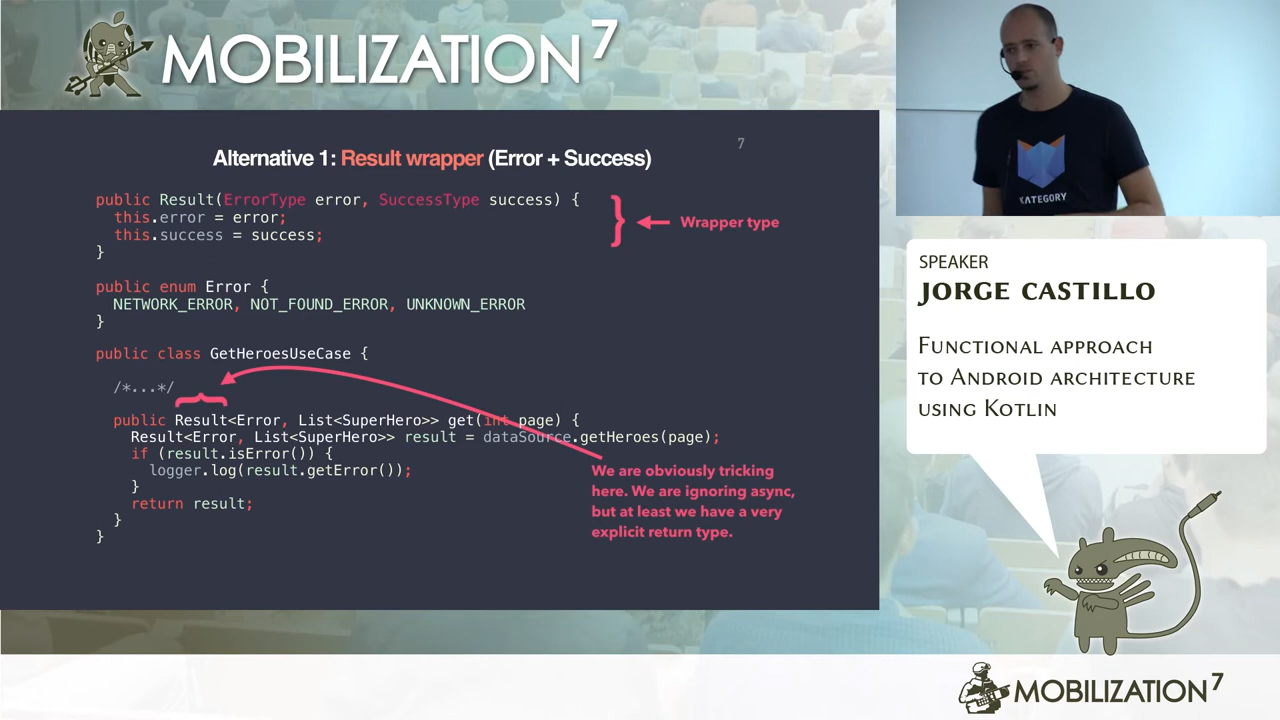 MOBILIZATION 7
7
Alternative 1: Result wrapper (Error + Success)
public Result(ErrorType error, SuccessType success) {
this.error = error;
this.success = success;
}
Wrapper type
public enum Error {
NETWORK_ERROR, NOT_FOUND_ERROR, UNKNOWN_ERROR
}
public class GetHeroesUseCase {
/*...*/
public Result<Error, List<SuperHero>> get(int page) {
Result<Error, List<SuperHero>> result = dataSource.getHeroes(page);
if (result.isError()) {
logger.log(result.getError());
}
return result;
}
}
We are obviously tricking
here. We are ignoring async,
but at least we have a very
explicit return type.
KATEGORY
SPEAKER
JORGE CASTILLO
FUNCTIONAL APPROACH
TO ANDROID ARCHITECTURE
USING KOTLIN
MOBILIZATION 7